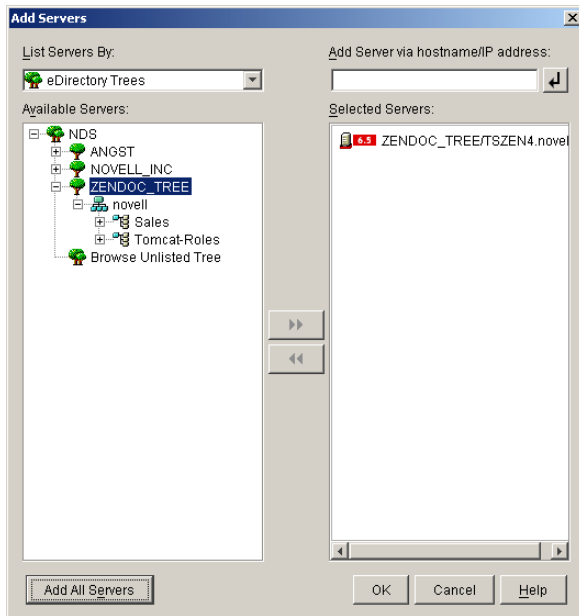 Add Servers
List Servers By:
eDirectory Trees
Add Server via hostname/IP address:
Available Servers:
NDS
ANGST
NOVELL_INC
ZENDOC_TREE
novell
Sales
Tomcat-Roles
Browse Unlisted Tree
Selected Servers:
6.5 ZENDOC_TREE/TSZEN4.novel
Add All Servers
OK
Cancel
Help